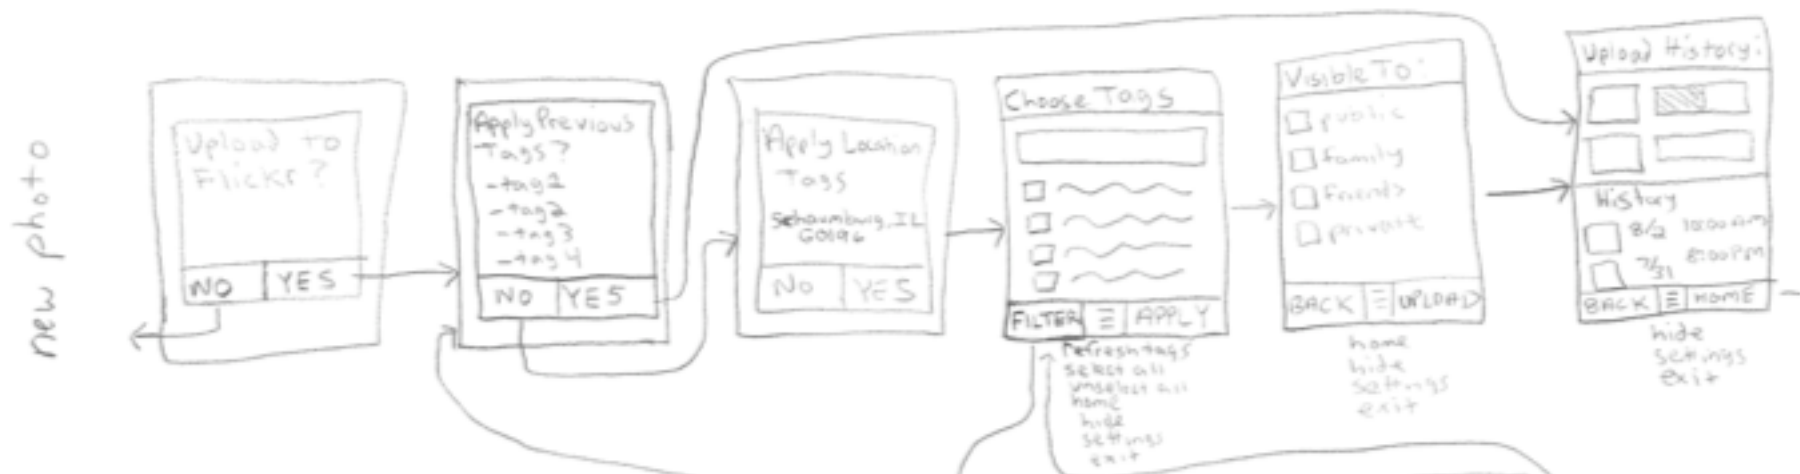 new photo
Upload to
Flickr?
NO YES
Apply Previous
Tags?
-tag1
-tag2
-tag3
-tag4
NO YES
Apply Location
Tags
Schaumburg, IL
60196
NO YES
Choose Tags
FILTER APPLY
refresh tags
select all
unselect all
home
hide
settings
exit
Visible To:
public
family
friends
private
BACK UPLOAD
home
hide
settings
exit
Upload History:
History
8/2 10:00 AM
7/31 8:00 PM
BACK HOME
hide
settings
exit